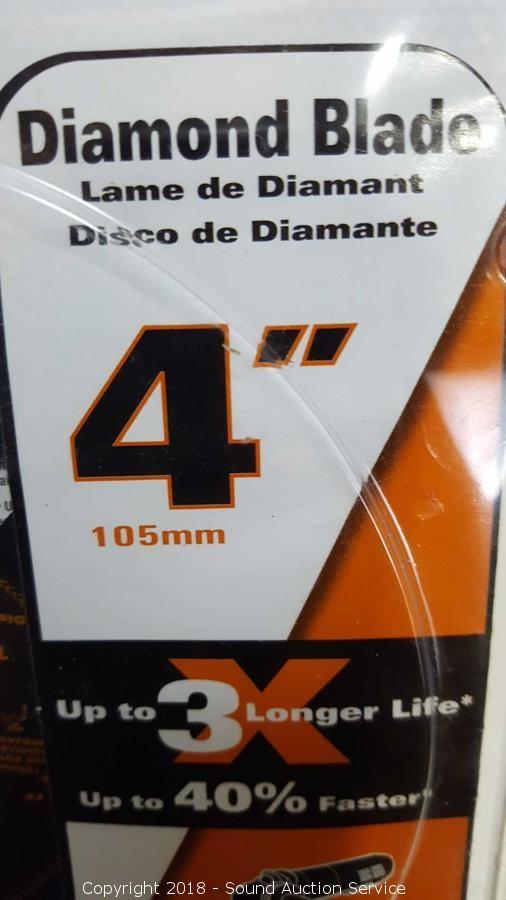 Diamond Blade
Lame de Diamant
Disco de Diamante
4"
105mm
Up to 3X Longer Life*
Up to 40% Faster*
Copyright 2018 - Sound Auction Service